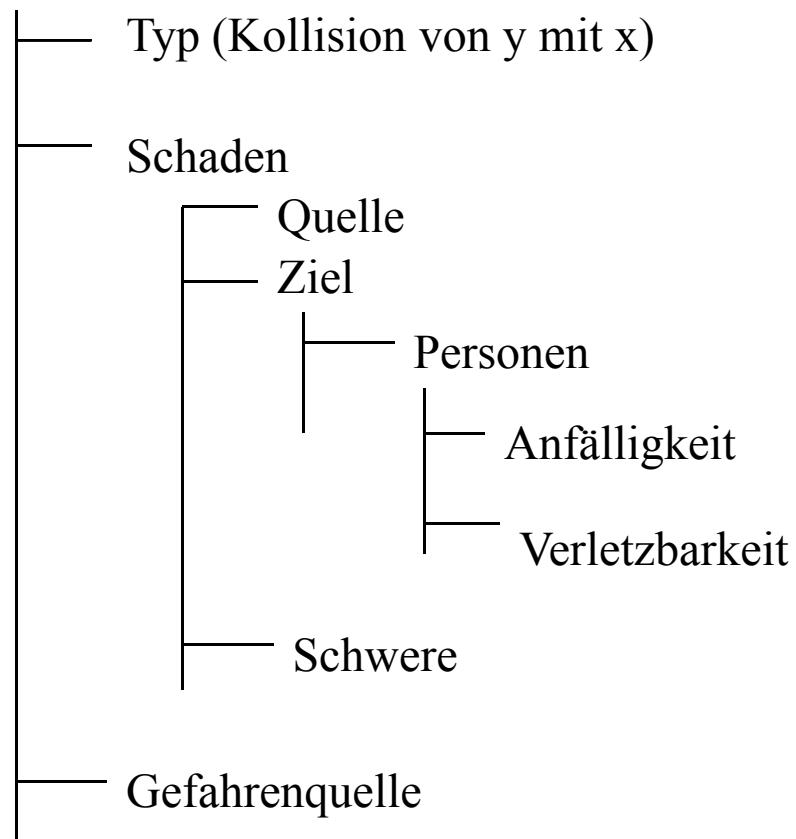 Typ (Kollision von y mit x)
Schaden
Quelle
Ziel
Personen
Anfälligkeit
Verletzbarkeit
Schwere
Gefahrenquelle